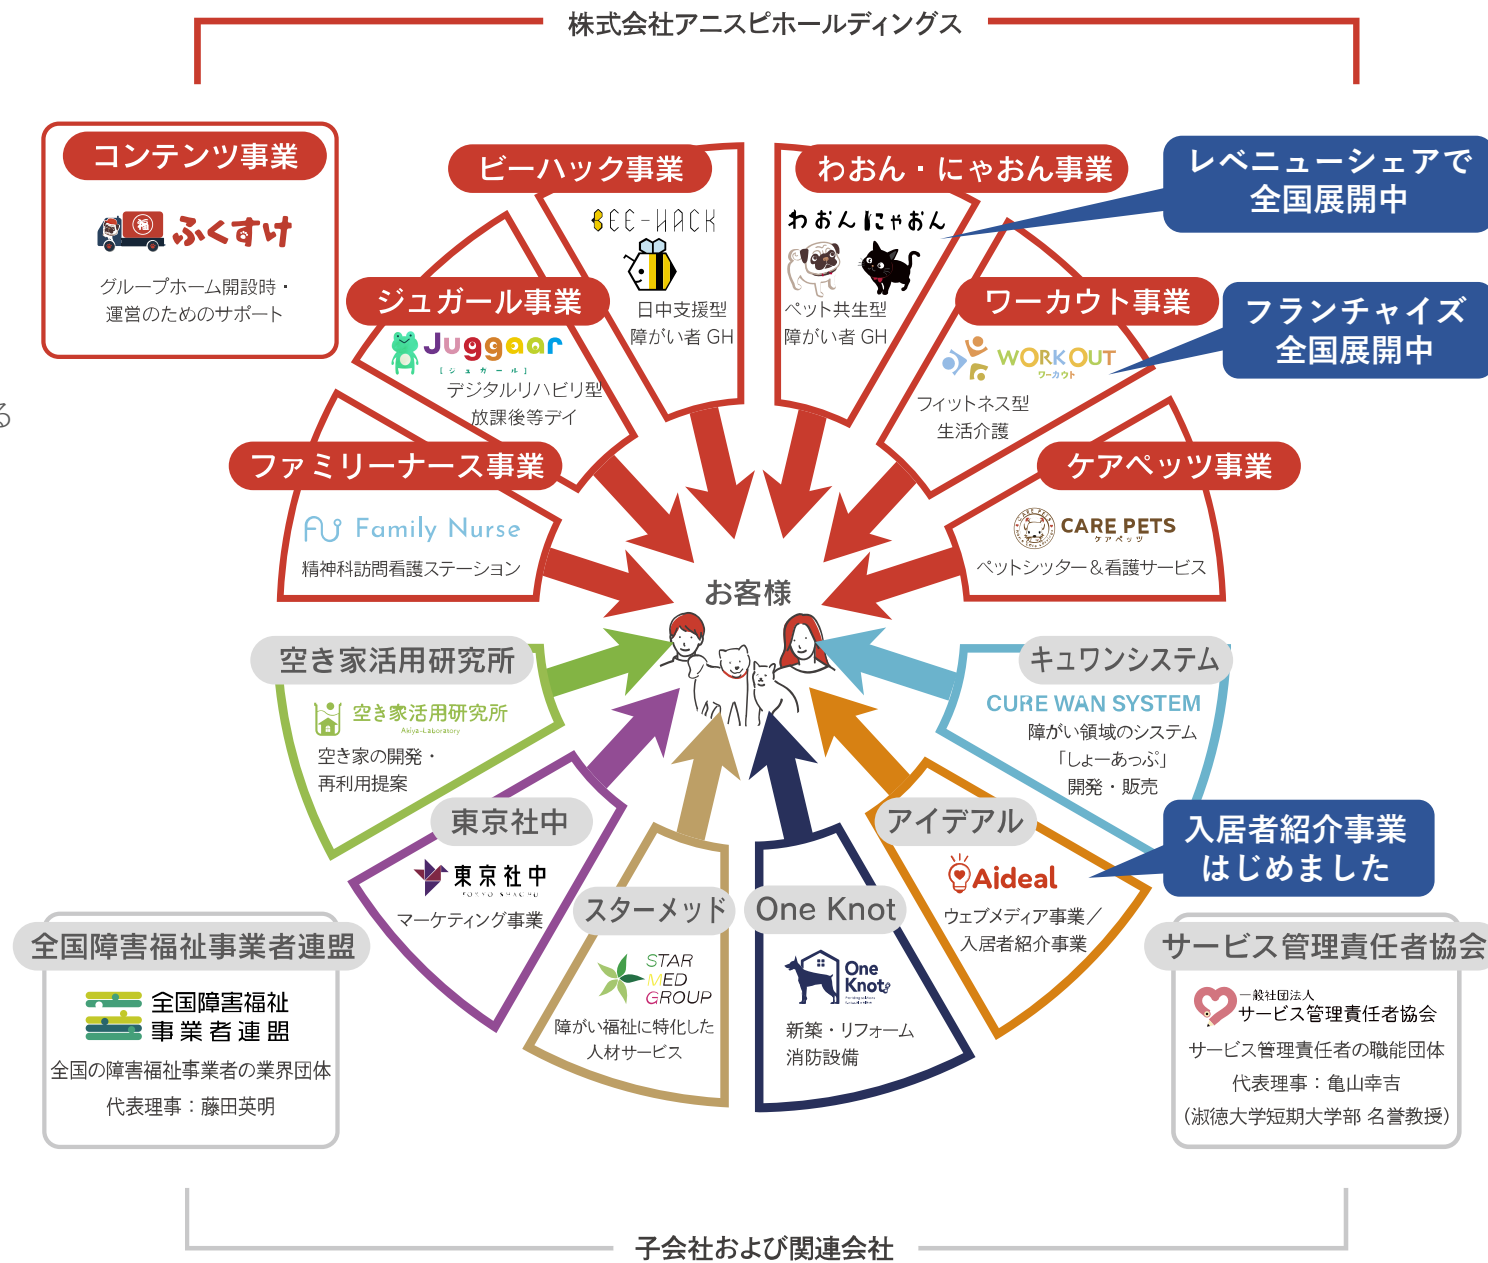 株式会社アニスピホールディングス
コンテンツ事業
福
ふくすけ
グループホーム開設時・
運営のためのサポート
ビーハック事業
BEE-HACK
日中支援型
障がい者 GH
わおん・にゃおん事業
わおんにゃおん
ペット共生型
障がい者 GH
レベニューシェアで
全国展開中
ジュガール事業
Juggaar
[ジュガール]
デジタルリハビリ型
放課後等デイ
ワーカウト事業
WORKOUT
ワーカウト
フィットネス型
生活介護
フランチャイズ
全国展開中
る
ファミリーナース事業
Family Nurse
精神科訪問看護ステーション
ケアペッツ事業
CARE PETS
ケアペッツ
ペットシッター＆看護サービス
お客様
空き家活用研究所
空き家活用研究所
Akiya-Laboratory
空き家の開発・
再利用提案
キュワンシステム
CURE WAN SYSTEM
障がい領域のシステム
「しょーあっぷ」
開発・販売
東京社中
東京社中
マーケティング事業
アイデアル
Aideal
ウェブメディア事業／
入居者紹介事業
入居者紹介事業
はじめました
スターメッド
STAR
MED
GROUP
障がい福祉に特化した
人材サービス
One Knot
One
Knot
新築・リフォーム
消防設備
全国障害福祉事業者連盟
全国障害福祉
事業者連盟
全国の障害福祉事業者の業界団体
代表理事：藤田英明
サービス管理責任者協会
一般社団法人
サービス管理責任者協会
サービス管理責任者の職能団体
代表理事：亀山幸吉
(淑徳大学短期大学部 名誉教授)
子会社および関連会社